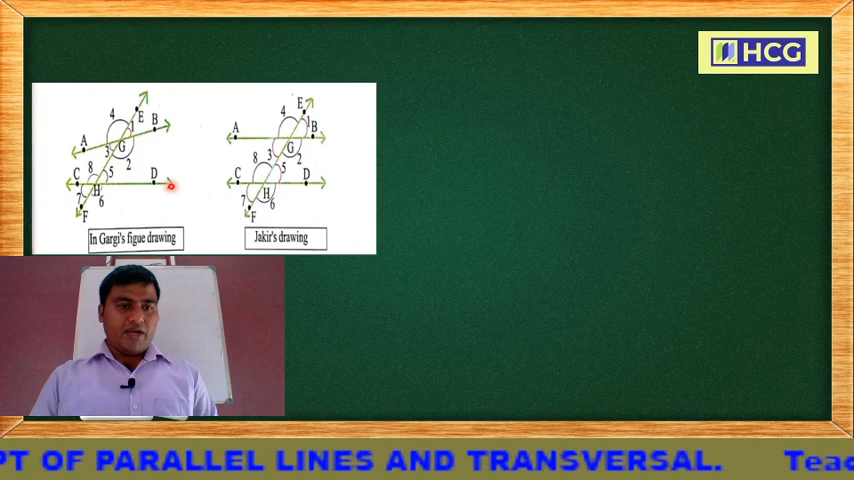 HCG
4
E
B
1
A
3
G
2
8
5
C
D
H
7
6
F
In Gargi's figue drawing
E
4
1
A
B
G
3
2
8
5
C
D
H
7
6
F
Jakir's drawing
PT OF PARALLEL LINES AND TRANSVERSAL. Teac